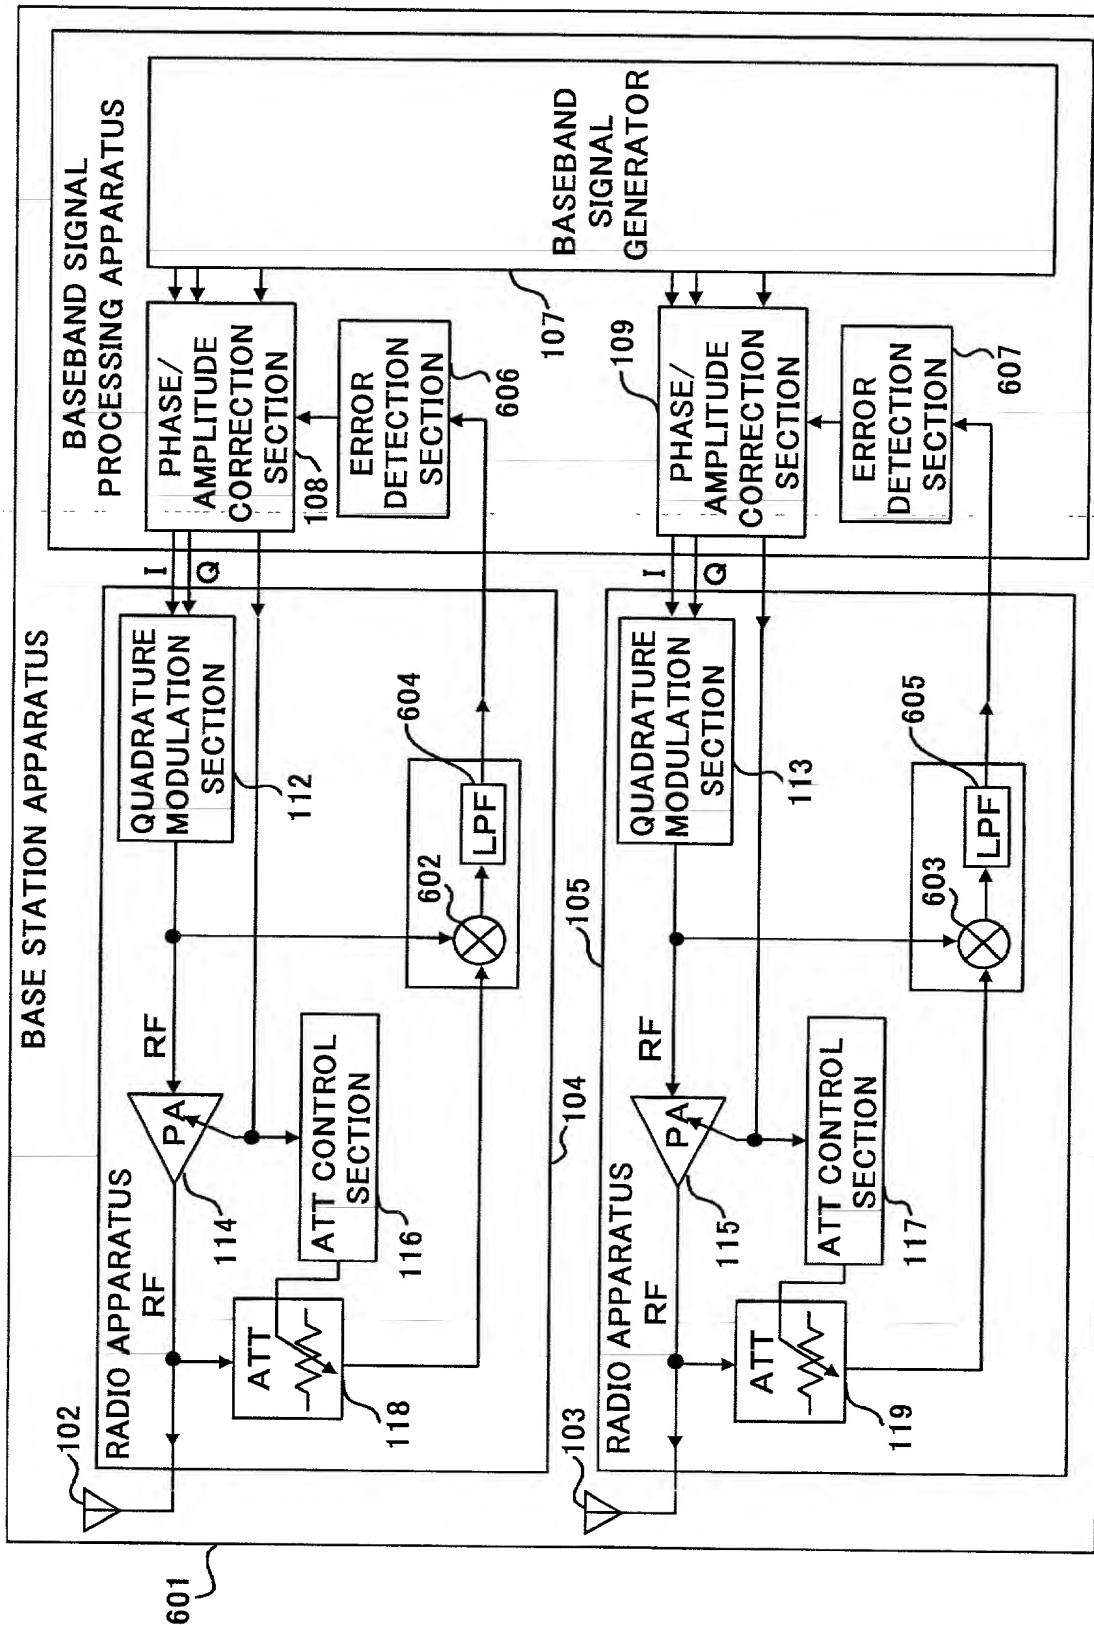 BASE STATION APPARATUS
601
102
RADIO APPARATUS
RF
114
PA
RF
ATT
118
ATT CONTROL
SECTION
116
104
QUADRATURE
MODULATION
SECTION
112
602
LPF
604
I
Q
BASEBAND SIGNAL
PROCESSING APPARATUS
PHASE/
AMPLITUDE
CORRECTION
SECTION
108
ERROR
DETECTION
SECTION
606
BASEBAND
SIGNAL
GENERATOR
107
103
RADIO APPARATUS
RF
115
PA
RF
ATT
119
ATT CONTROL
SECTION
117
105
QUADRATURE
MODULATION
SECTION
113
603
LPF
605
I
Q
109
PHASE/
AMPLITUDE
CORRECTION
SECTION
ERROR
DETECTION
SECTION
607